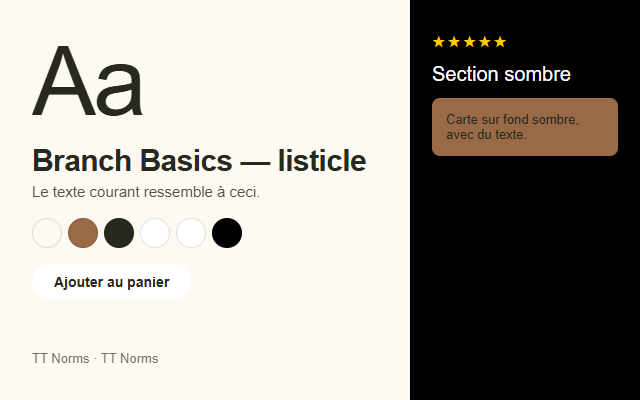 Aa
Branch Basics — listicle
Le texte courant ressemble à ceci.
Ajouter au panier
TT Norms · TT Norms
★★★★★
Section sombre
Carte sur fond sombre,
avec du texte.